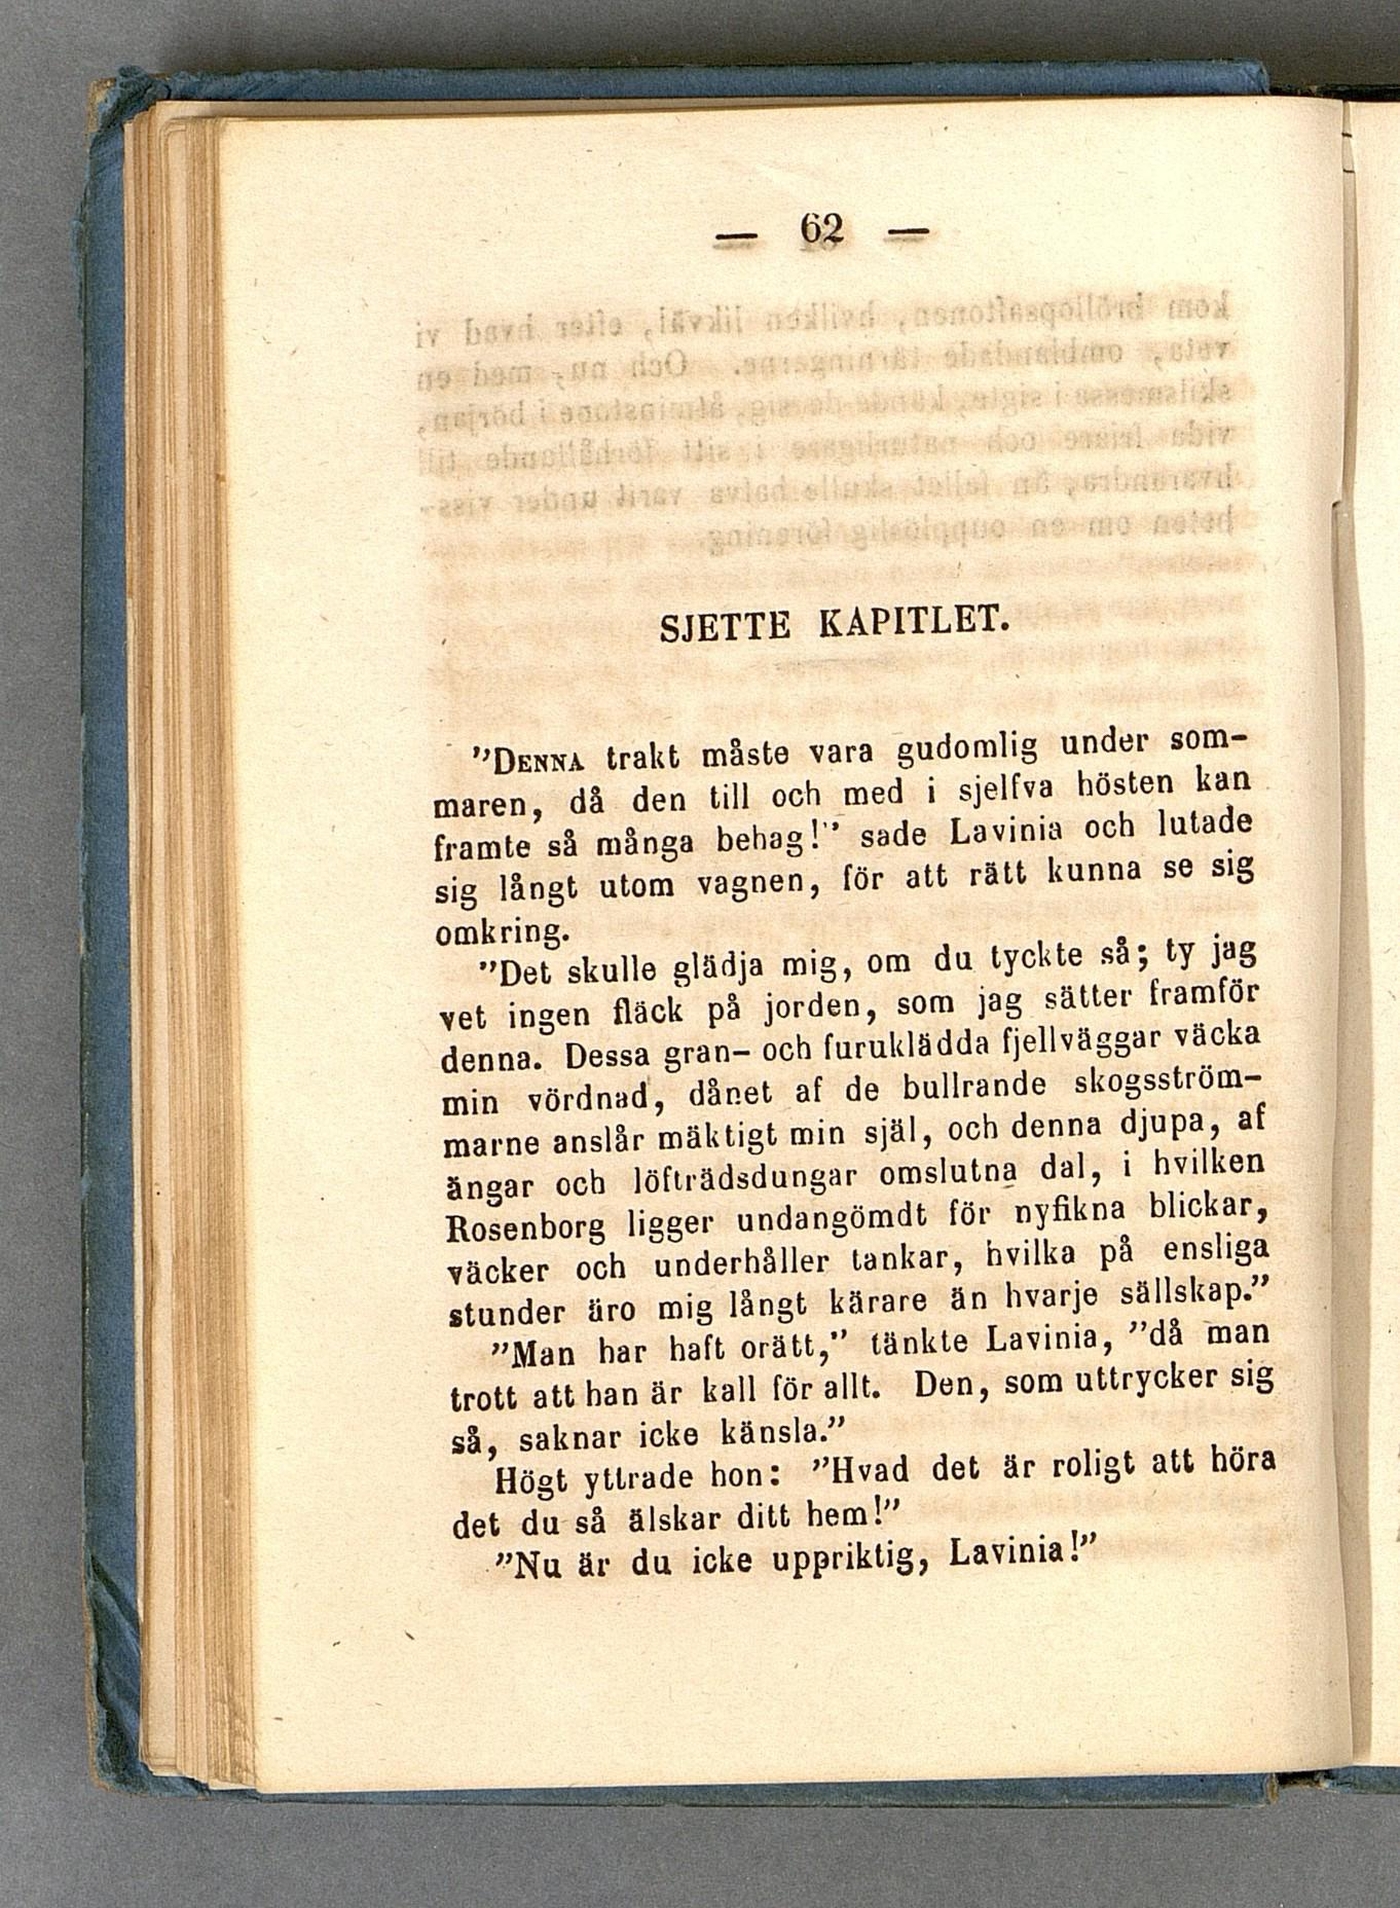 — 62 —
SJETTE KAPITLET.
”DENNA trakt måste vara gudomlig under som-
maren, då den till och med i sjelfva hösten kan
framte så många behag!” sade Lavinia och lutade
sig långt utom vagnen, för att rätt kunna se sig
omkring.
”Det skulle glädja mig, om du tyckte så; ty jag
vet ingen fläck på jorden, som jag sätter framför
denna. Dessa gran- och furuklädda fjellväggar väcka
min vördnad, dånet af de bullrande skogsström-
marne anslår mäktigt min själ, och denna djupa, af
ängar och löfträdsdungar omslutna dal, i hvilken
Rosenborg ligger undangömdt för nyfikna blickar,
väcker och underhåller tankar, hvilka på ensliga
stunder äro mig långt kärare än hvarje sällskap.”
”Man har haft orätt,” tänkte Lavinia, ”då man
trott att han är kall för allt. Den, som uttrycker sig
så, saknar icke känsla.”
Högt yttrade hon: ”Hvad det är roligt att höra
det du så älskar ditt hem!”
”Nu är du icke uppriktig, Lavinia!”